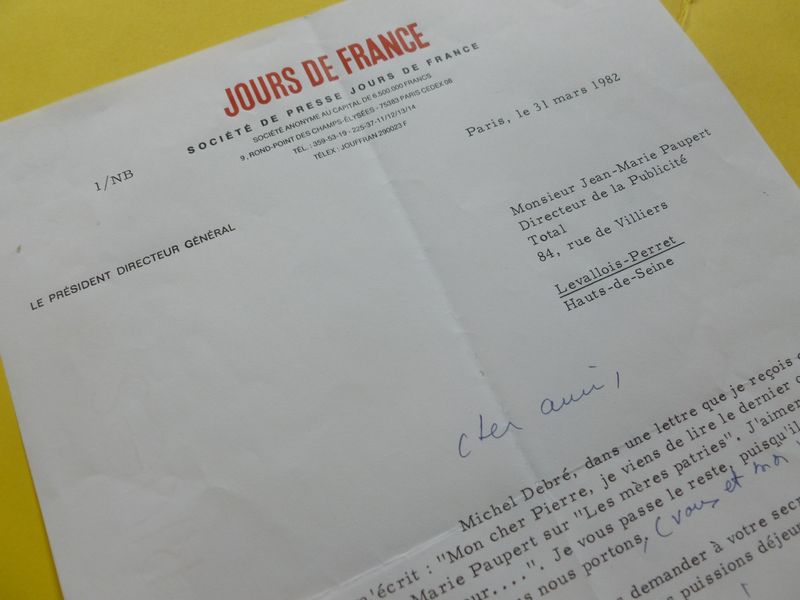 JOURS DE FRANCE
SOCIÉTÉ DE PRESSE JOURS DE FRANCE
SOCIÉTÉ ANONYME AU CAPITAL DE 6.500.000 FRANCS
9, ROND-POINT DES CHAMPS-ÉLYSÉES - 75383 PARIS CEDEX 08
TÉL. : 359-53-19 - 225-37-11/12/13/14
TÉLEX : JOUFFRAN 290023 F
Paris, le 31 mars 1982
1/NB
Monsieur Jean-Marie Paupert
Directeur de la Publicité
Total
84, rue de Villiers
Levallois-Perret
Hauts-de-Seine
LE PRÉSIDENT DIRECTEUR GÉNÉRAL
Cher ami,
Michel Debré, dans une lettre que je reçois
m'écrit : "Mon cher Pierre, je viens de lire le dernier
Marie Paupert sur "Les mères patries". J'aimer
...". Je vous passe le reste, puisqu'il
nous portons, (vous et moi
demander à votre secr
puissions déjeu